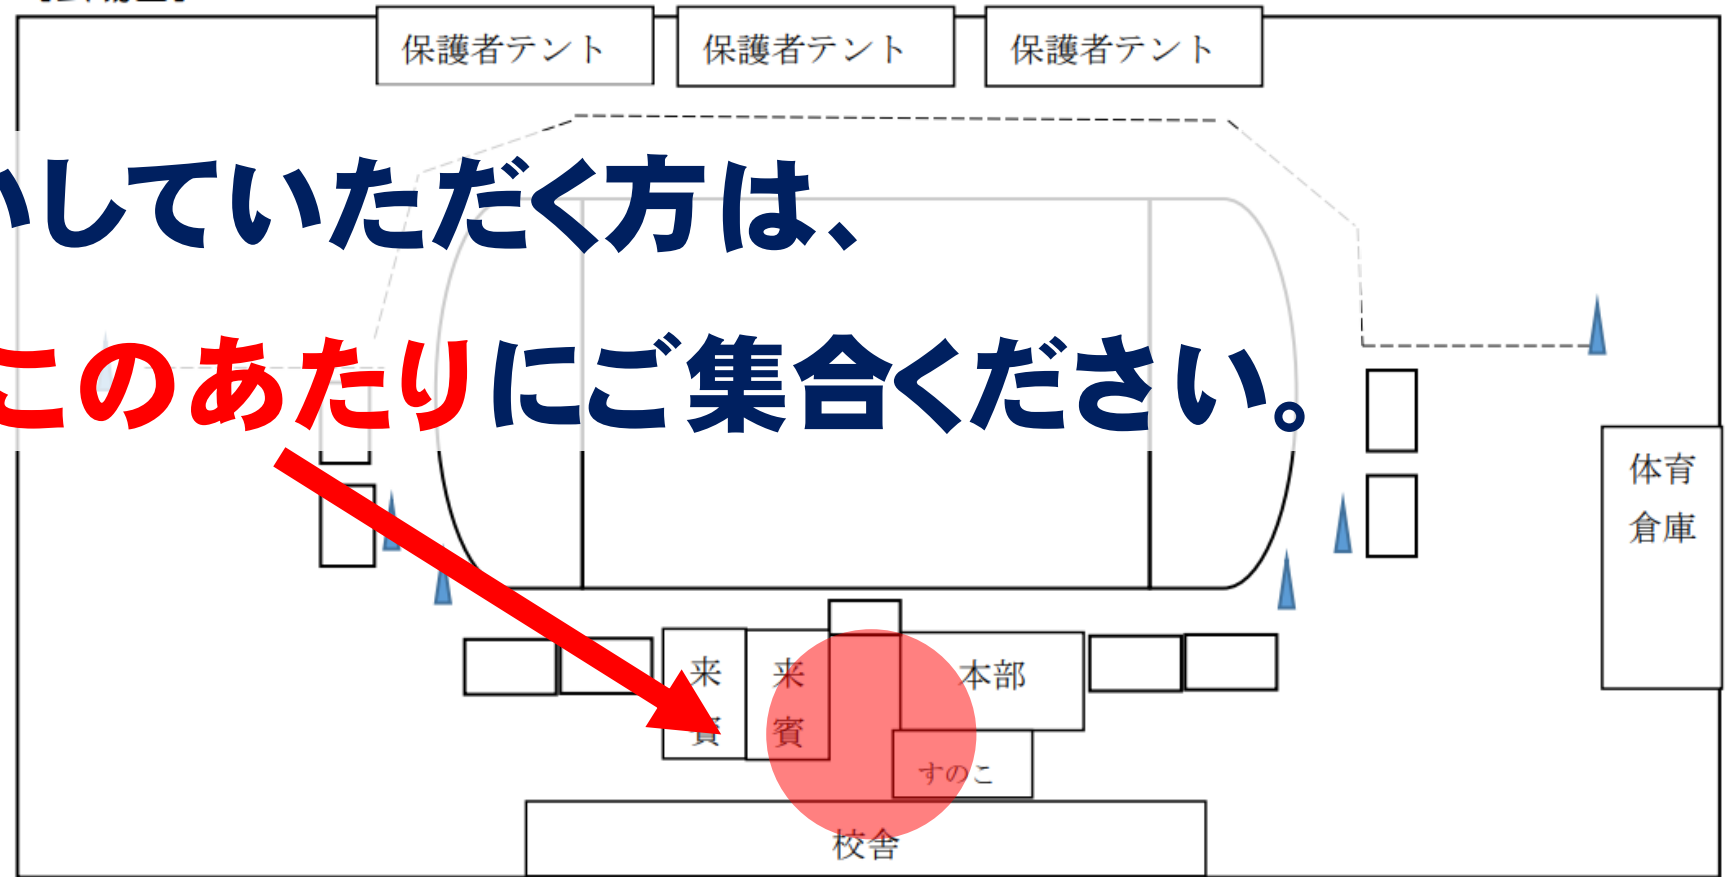 保護者テント
保護者テント
保護者テント
していただく方は、
このあたりにご集合ください。
体育
倉庫
来賓
来賓
本部
すのこ
校舎